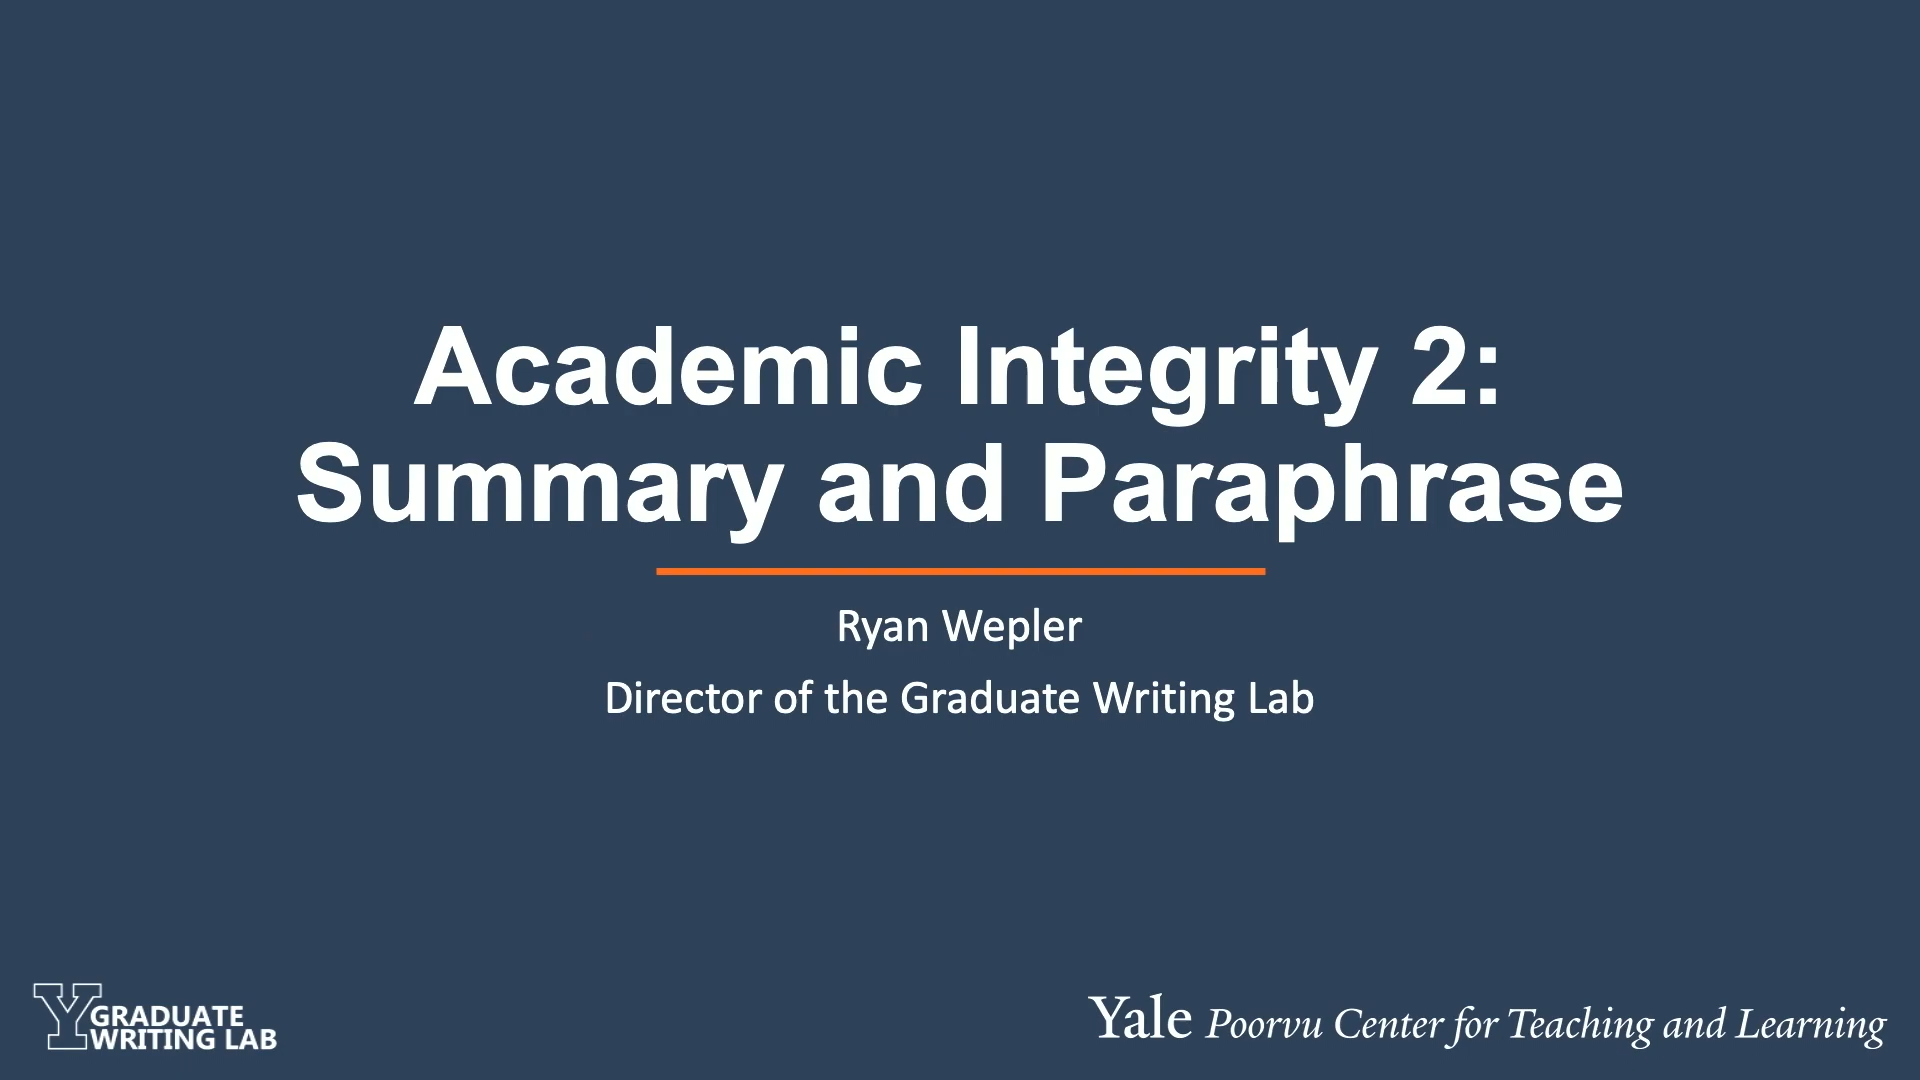 Academic Integrity 2:
Summary and Paraphrase
Ryan Wepler
Director of the Graduate Writing Lab
Y GRADUATE
WRITING LAB
Yale Poorvu Center for Teaching and Learning